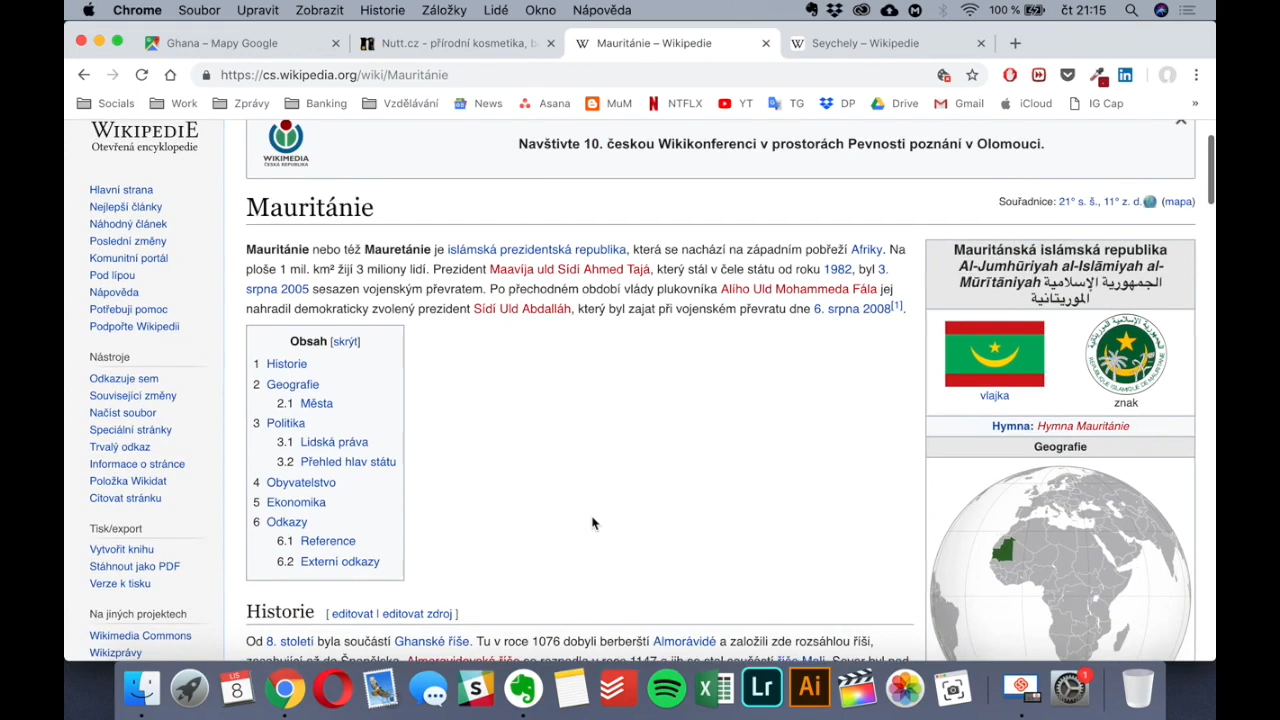 Chrome Soubor Upravit Zobrazit Historie Záložky Lidé Okno Nápověda 100 % čt 21:15
Ghana – Mapy Google Nutt.cz - přírodní kosmetika, b Mauritánie – Wikipedie Seychely – Wikipedie
https://cs.wikipedia.org/wiki/Mauritánie
Socials Work Zprávy Banking Vzdělávání News Asana MuM NTFLX YT TG DP Drive Gmail iCloud IG Cap »
WIKIPEDIE
Otevřená encyklopedie
Hlavní strana
Nejlepší články
Náhodný článek
Poslední změny
Komunitní portál
Pod lípou
Nápověda
Potřebuji pomoc
Podpořte Wikipedii
Nástroje
Odkazuje sem
Související změny
Načíst soubor
Speciální stránky
Trvalý odkaz
Informace o stránce
Položka Wikidat
Citovat stránku
Tisk/export
Vytvořit knihu
Stáhnout jako PDF
Verze k tisku
Na jiných projektech
Wikimedia Commons
Wikizprávy
WIKIMEDIA
ČESKÁ REPUBLIKA
Navštivte 10. českou Wikikonferenci v prostorách Pevnosti poznání v Olomouci.
Mauritánie
Souřadnice: 21° s. š., 11° z. d. (mapa)
Mauritánie nebo též Mauretánie je islámská prezidentská republika, která se nachází na západním pobřeží Afriky. Na
ploše 1 mil. km² žijí 3 miliony lidí. Prezident Maavíja uld Sídí Ahmed Tajá, který stál v čele státu od roku 1982, byl 3.
srpna 2005 sesazen vojenským převratem. Po přechodném období vlády plukovníka Alího Uld Mohammeda Fála jej
nahradil demokraticky zvolený prezident Sídí Uld Abdalláh, který byl zajat při vojenském převratu dne 6. srpna 2008[1].
Obsah [skrýt]
1 Historie
2 Geografie
2.1 Města
3 Politika
3.1 Lidská práva
3.2 Přehled hlav státu
4 Obyvatelstvo
5 Ekonomika
6 Odkazy
6.1 Reference
6.2 Externí odkazy
Historie [ editovat | editovat zdroj ]
Od 8. století byla součástí Ghanské říše. Tu v roce 1076 dobyli berberští Almorávidé a založili zde rozsáhlou říši,
Mauritánská islámská republika
Al-Jumhūriyah al-Islāmiyah al-
Mūrītāniyah الجمهورية الإسلامية
الموريتانية
vlajka
znak
Hymna: Hymna Mauritánie
Geografie
LIS
8
Lr
Ai
1